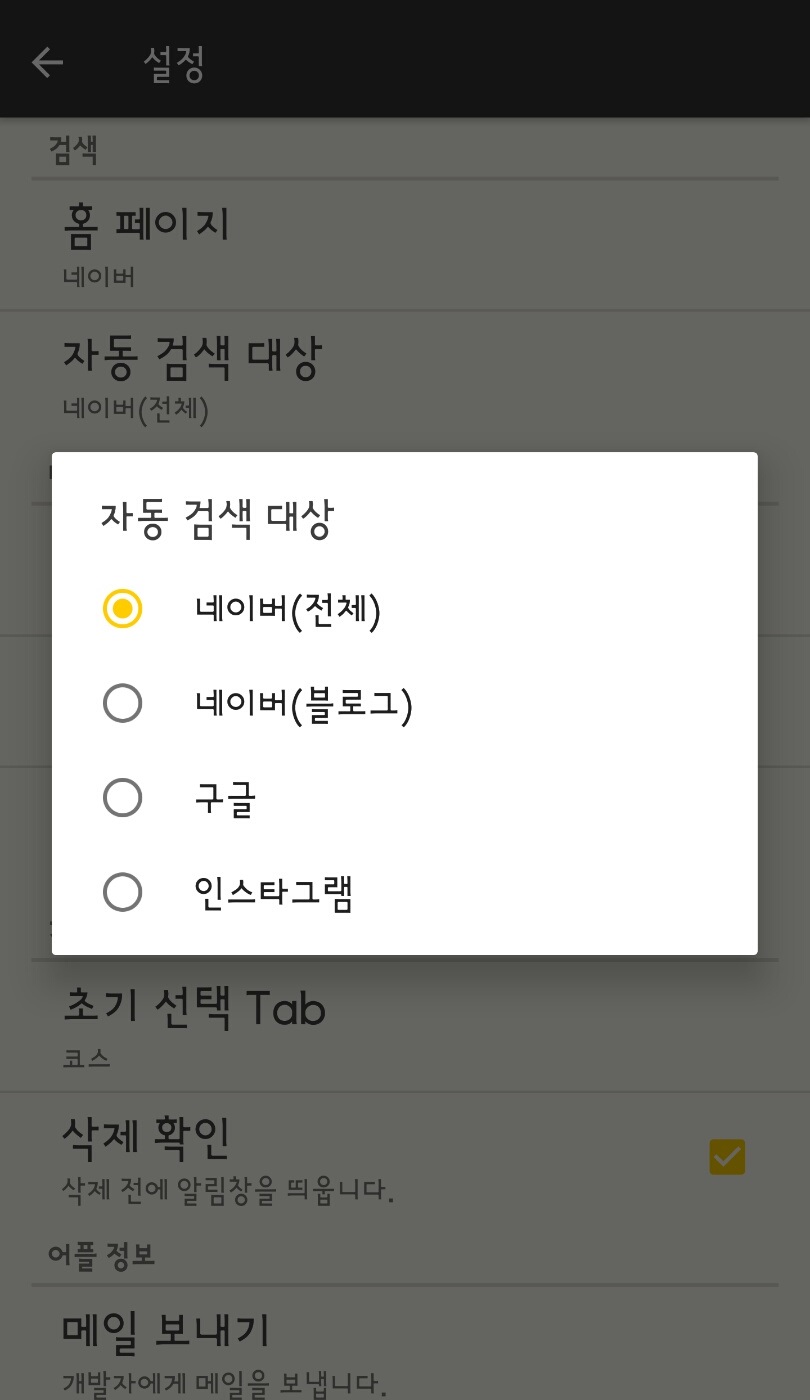 설정
검색
홈 페이지
네이버
자동 검색 대상
네이버(전체)
자동 검색 대상
네이버(전체)
네이버(블로그)
구글
인스타그램
초기 선택 Tab
코스
삭제 확인
삭제 전에 알림창을 띄웁니다.
어플 정보
메일 보내기
개발자에게 메일을 보냅니다.